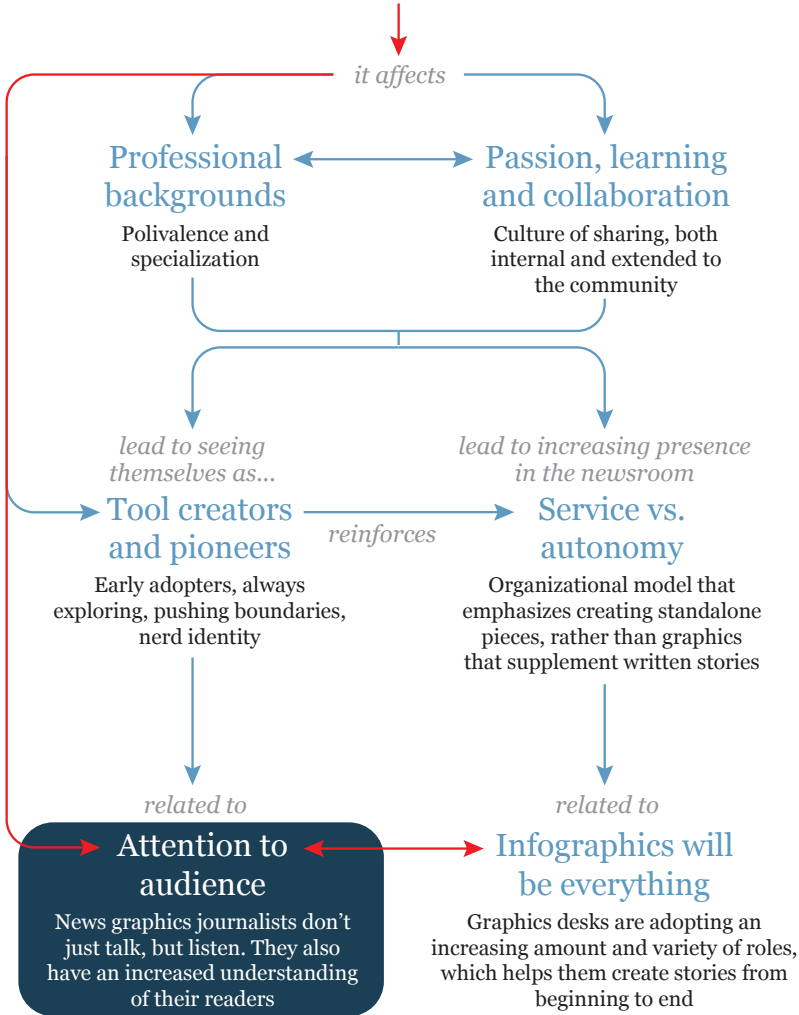 it affects
Professional
backgrounds
Polivalence and
specialization
Passion, learning
and collaboration
Culture of sharing, both
internal and extended to
the community
lead to seeing
themselves as...
Tool creators
and pioneers
Early adopters, always
exploring, pushing boundaries,
nerd identity
reinforces
lead to increasing presence
in the newsroom
Service vs.
autonomy
Organizational model that
emphasizes creating standalone
pieces, rather than graphics
that supplement written stories
related to
Attention to
audience
News graphics journalists don’t
just talk, but listen. They also
have an increased understanding
of their readers
related to
Infographics will
be everything
Graphics desks are adopting an
increasing amount and variety of roles,
which helps them create stories from
beginning to end